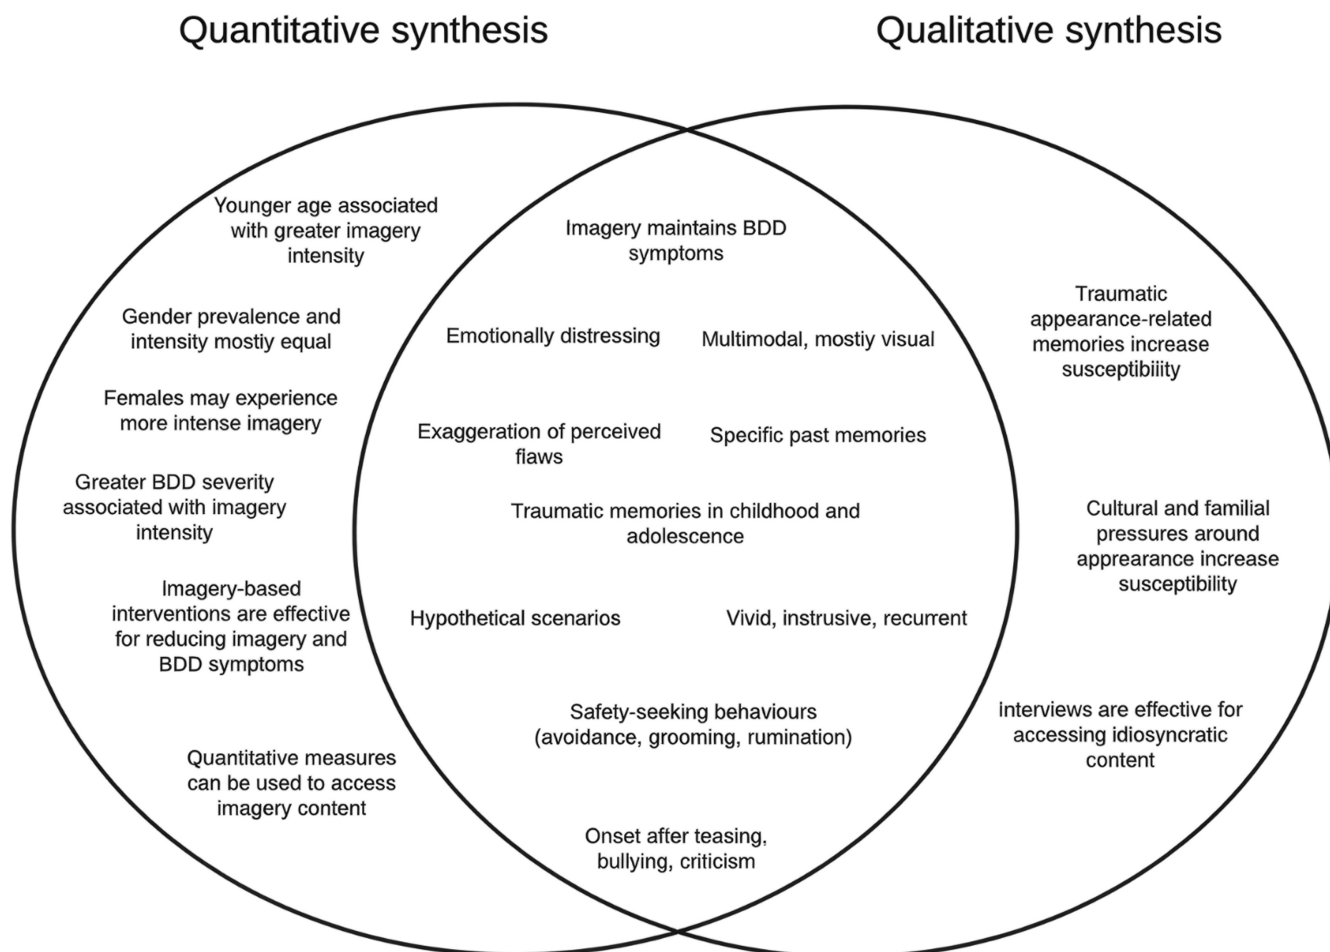 Quantitative synthesis
Qualitative synthesis
Younger age associated
with greater imagery
intensity
Gender prevalence and
intensity mostiy equal
Females may experience
more intense imagery
Greater BDD severity
associated with imagery
intensity
Imagery-based
interventions are effective
for reducing imagery and
BDD symptoms
Quantitative measures
can be used to access
imagery content
Imagery maintains BDD
symptoms
Emotionally distressing
Multimodal, mostiy visual
Exaggeration of perceived
flaws
Specific past memories
Traumatic memories in childhood and
adolescence
Hypothetical scenarios
Vivid, instrusive, recurrent
Safety-seeking behaviours
(avoidance, grooming, rumination)
Onset after teasing,
bullying, criticism
Traumatic
appearance-related
memories increase
susceptibiiity
Cultural and familial
pressures around
apprearance increase
susceptibility
interviews are effective for
accessing idiosyncratic
content